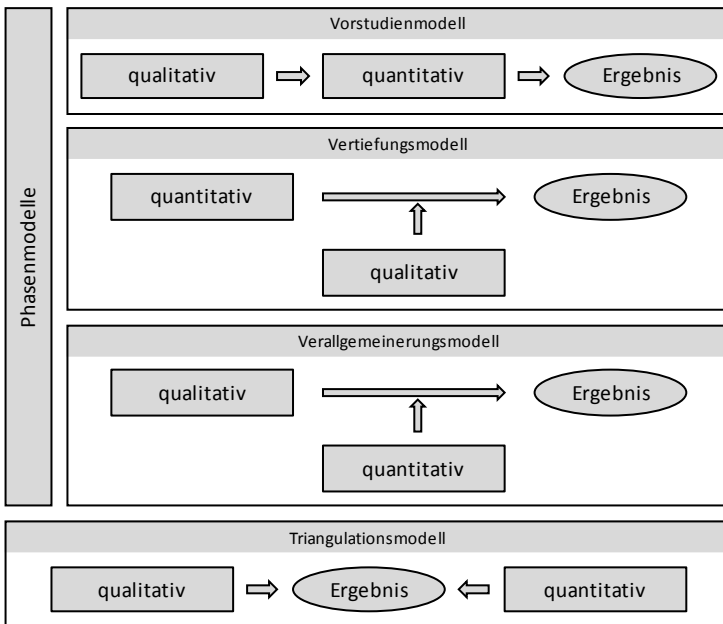 Phasenmodelle
Vorstudienmodell
qualitativ
quantitativ
Ergebnis
Vertiefungsmodell
quantitativ
Ergebnis
qualitativ
Verallgemeinerungsmodell
qualitativ
Ergebnis
quantitativ
Triangulationsmodell
qualitativ
Ergebnis
quantitativ